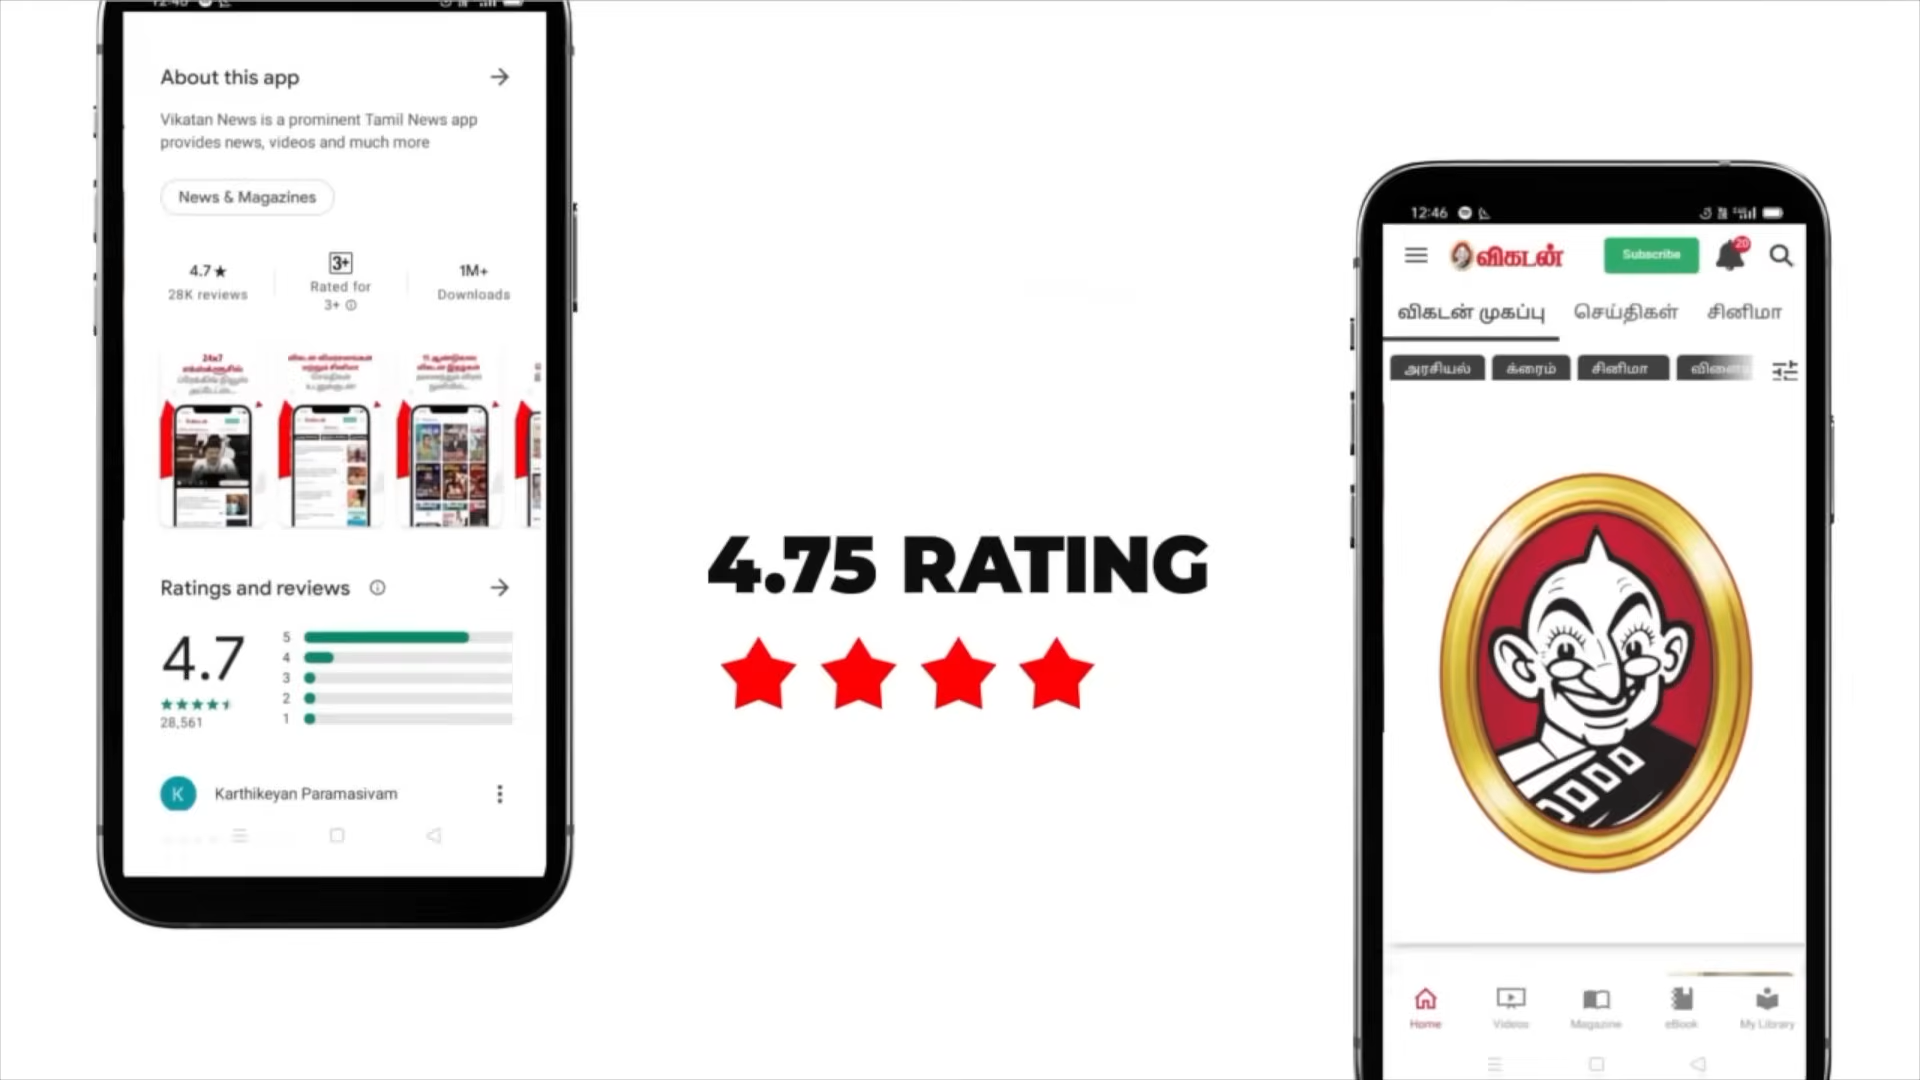 About this app
Vikatan News is a prominent Tamil News app
provides news, videos and much more
News & Magazines
4.7★
28K reviews
3+
Rated for
3+
1M+
Downloads
24x7
Ratings and reviews
4.7
28,561
5
4
3
2
1
K
Karthikeyan Paramasivam
4.75 RATING
12:46
விகடன்
Subscribe
20
விகடன் முகப்பு
செய்திகள்
சினிமா
அரசியல்
க்ரைம்
சினிமா
Home
Videos
Magazine
eBook
My Library